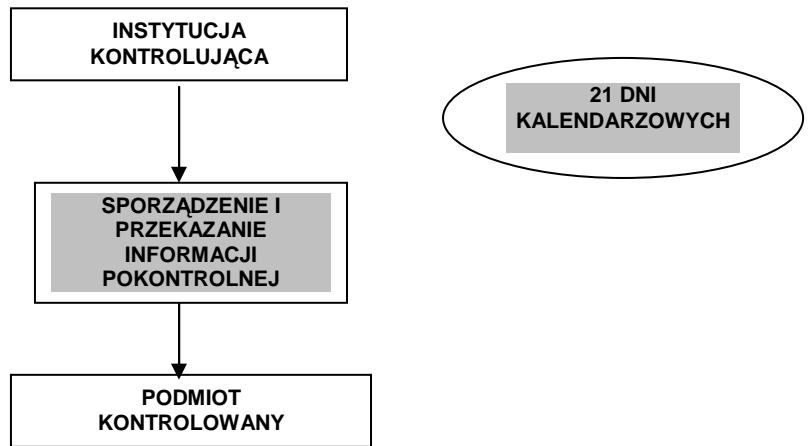 INSTYTUCJA
KONTROLUJĄCA
21 DNI
KALENDARZOWYCH
SPORZĄDZENIE I
PRZEKAZANIE
INFORMACJI
POKONTROLNEJ
PODMIOT
KONTROLOWANY